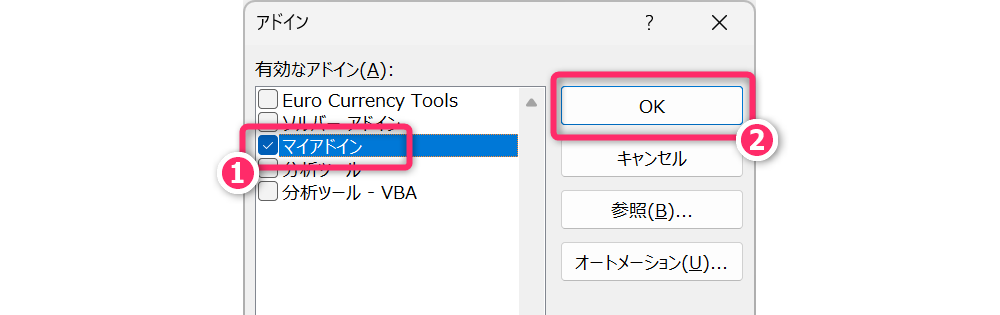 アドイン
?
有効なアドイン(A):
Euro Currency Tools
ソルバー アドイン
マイアドイン
分析ツール
分析ツール - VBA
1
OK
2
キャンセル
参照(B)...
オートメーション(U)...